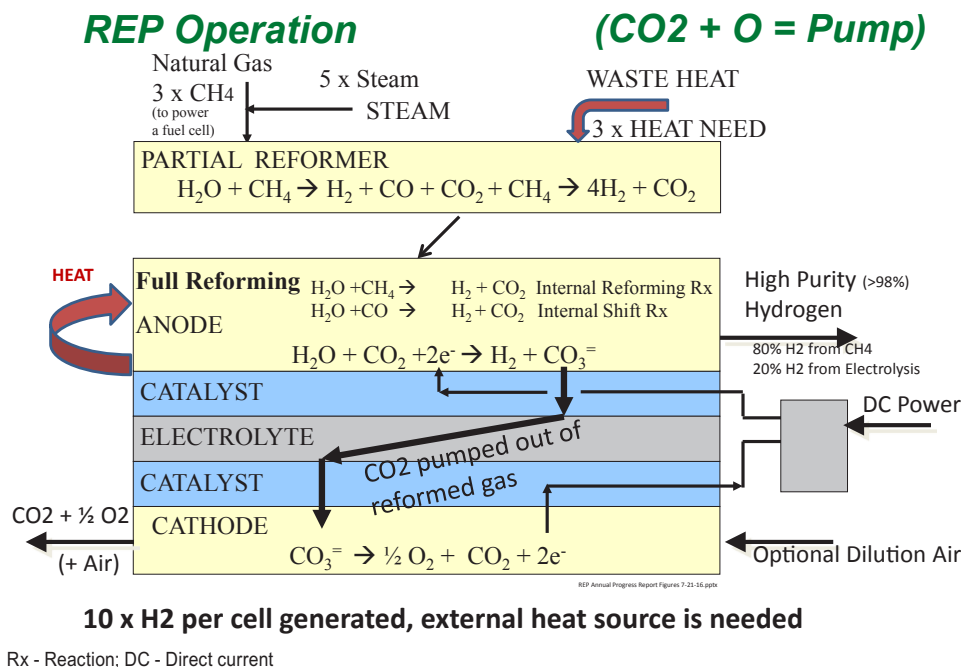 REP Operation (CO2 + O = Pump)
Natural Gas
3 x CH4
(to power
a fuel cell)
5 x Steam
STEAM
WASTE HEAT
3 x HEAT NEED
PARTIAL REFORMER
H₂O + CH₄ → H₂ + CO + CO₂ + CH₄ → 4H₂ + CO₂
HEAT
Full Reforming
H₂O +CH₄ → H₂ + CO₂ Internal Reforming Rx
H₂O +CO → H₂ + CO₂ Internal Shift Rx
ANODE
H₂O + CO₂ +2e⁻ → H₂ + CO₃⁼
High Purity (>98%)
Hydrogen
80% H2 from CH4
20% H2 from Electrolysis
CATALYST
DC Power
ELECTROLYTE
CO2 pumped out of
reformed gas
CATALYST
CATHODE
CO₃⁼ → ½ O₂ + CO₂ + 2e⁻
CO2 + ½ O2
(+ Air)
Optional Dilution Air
REP Annual Progress Report Figures 7-21-16.pptx
10 x H2 per cell generated, external heat source is needed
Rx - Reaction; DC - Direct current